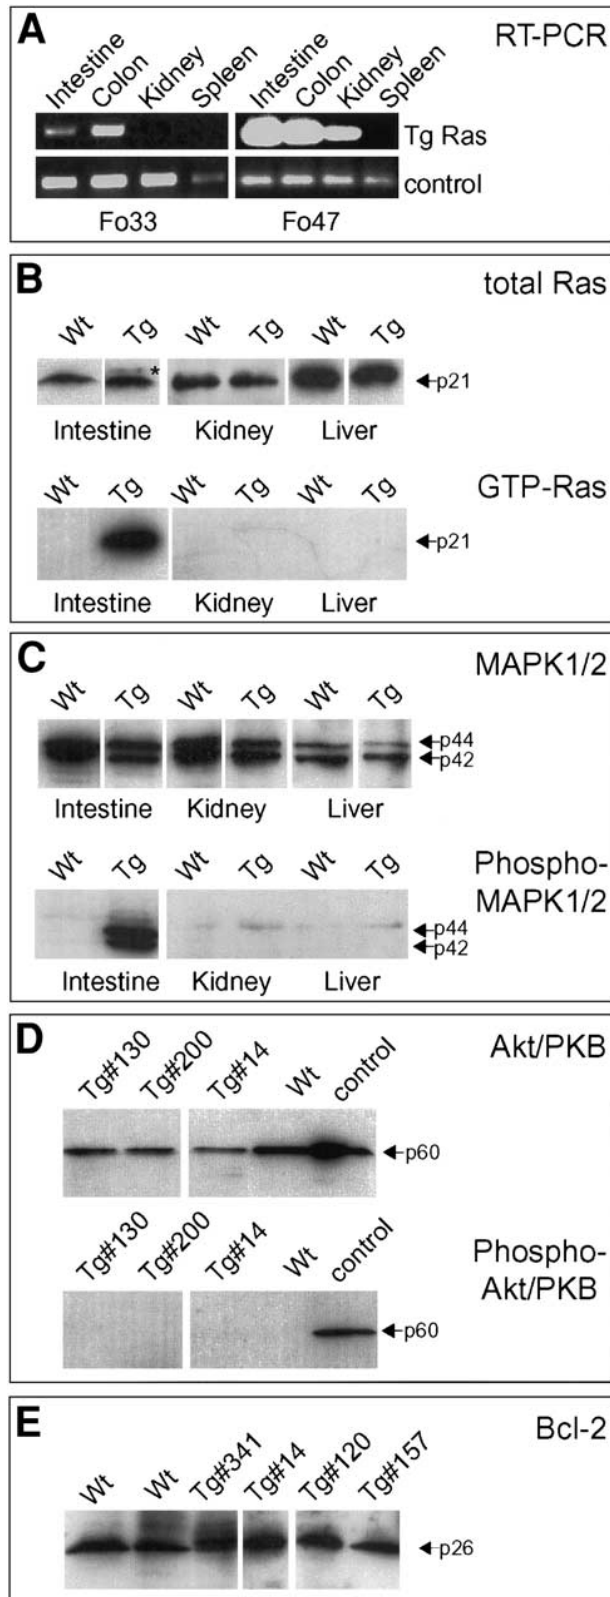 A
RT-PCR
Intestine Colon Kidney Spleen Intestine Colon Kidney Spleen
Tg Ras
control
Fo33 Fo47
B
total Ras
Wt Tg Wt Tg Wt Tg
*
p21
Intestine Kidney Liver
GTP-Ras
Wt Tg Wt Tg Wt Tg
p21
Intestine Kidney Liver
C
MAPK1/2
Wt Tg Wt Tg Wt Tg
p44
p42
Intestine Kidney Liver
Phospho-
MAPK1/2
Wt Tg Wt Tg Wt Tg
p44
p42
Intestine Kidney Liver
D
Akt/PKB
Tg#130 Tg#200 Tg#14 Wt control
p60
Phospho-
Akt/PKB
Tg#130 Tg#200 Tg#14 Wt control
p60
E
Bcl-2
Wt Wt Tg#341 Tg#14 Tg#120 Tg#157
p26